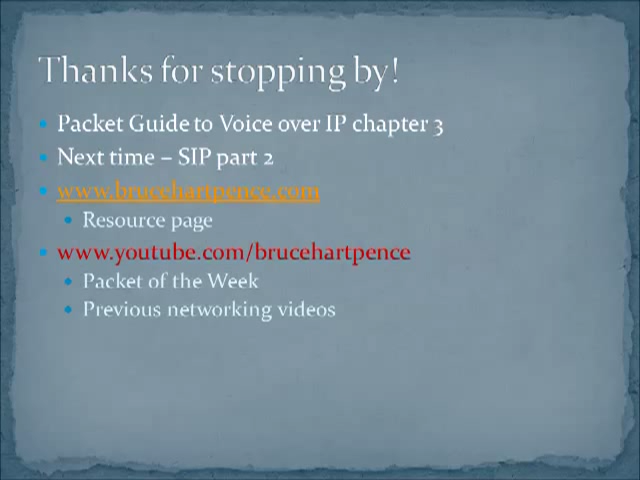 Thanks for stopping by!
Packet Guide to Voice over IP chapter 3
Next time – SIP part 2
www.brucehartpence.com
Resource page
www.youtube.com/brucehartpence
Packet of the Week
Previous networking videos